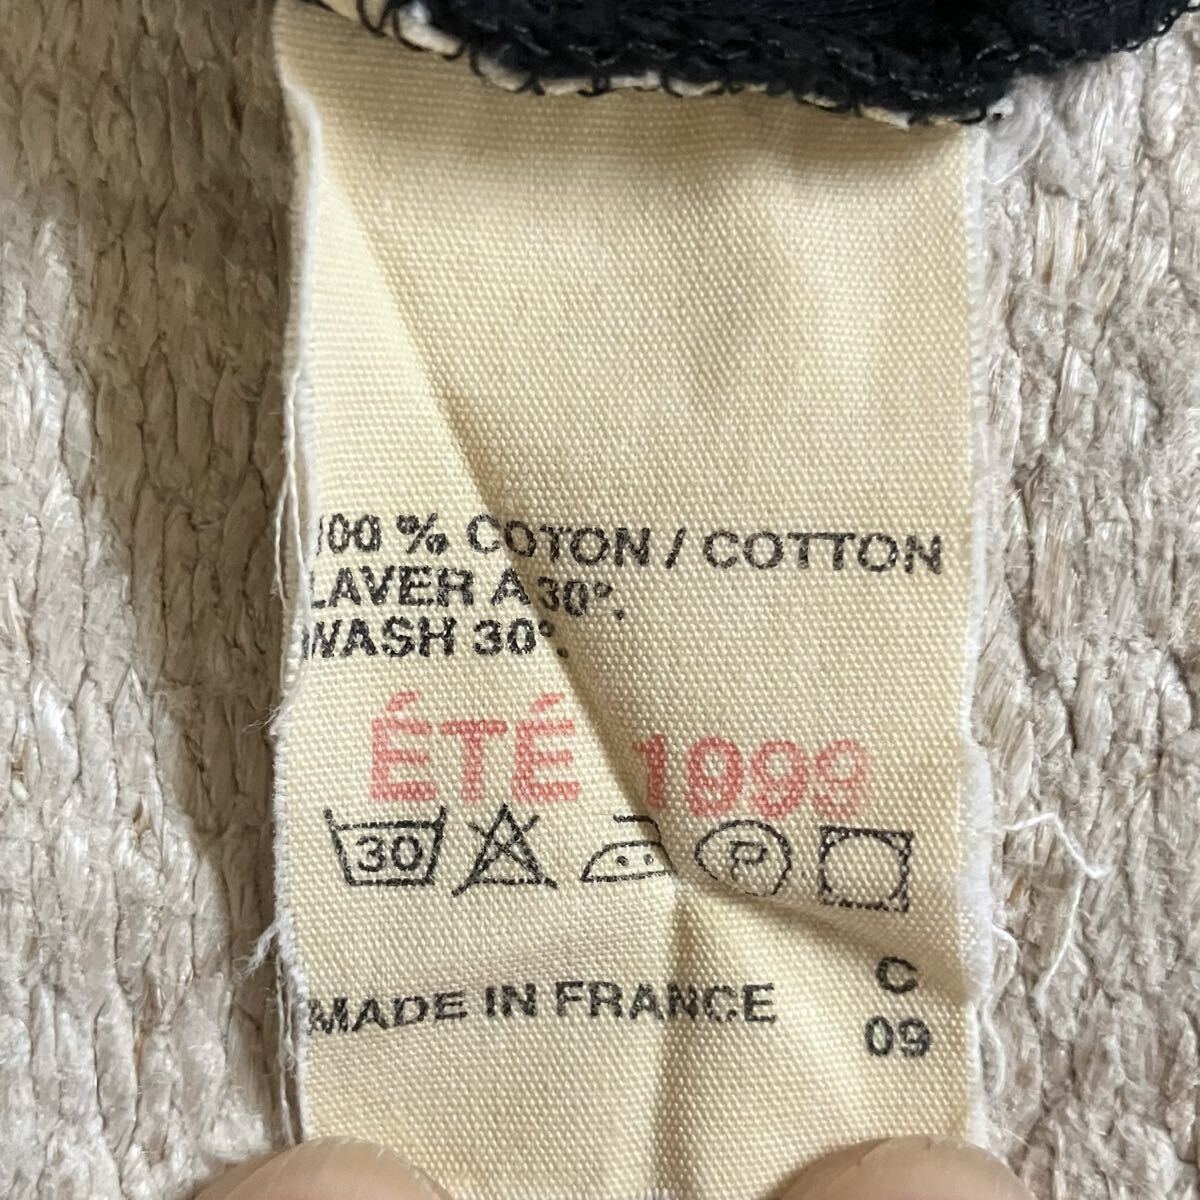 100 % COTON / COTTON
LAVER A 30°.
WASH 30°.
ÉTÉ 1999
30 P
MADE IN FRANCE
C
09